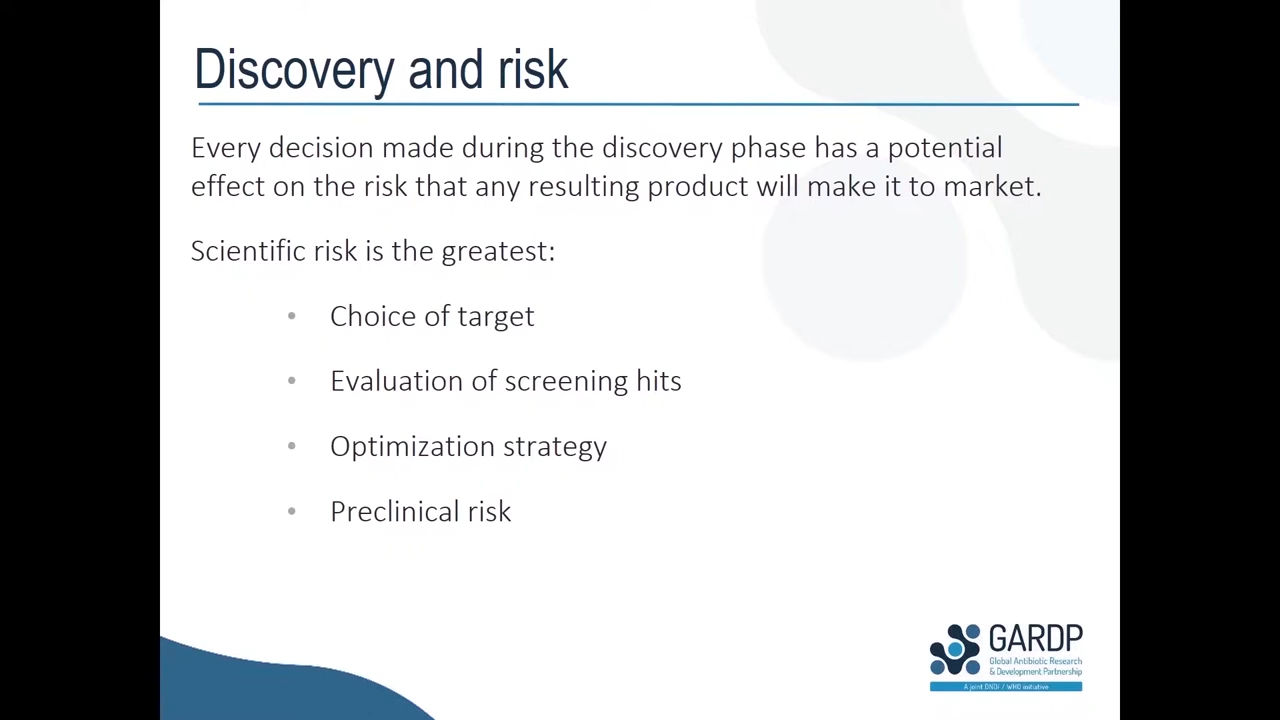 Discovery and risk
Every decision made during the discovery phase has a potential
effect on the risk that any resulting product will make it to market.
Scientific risk is the greatest:
• Choice of target
• Evaluation of screening hits
• Optimization strategy
• Preclinical risk
GARDP
Global Antibiotic Research
& Development Partnership
A joint DNDi / WHO initiative